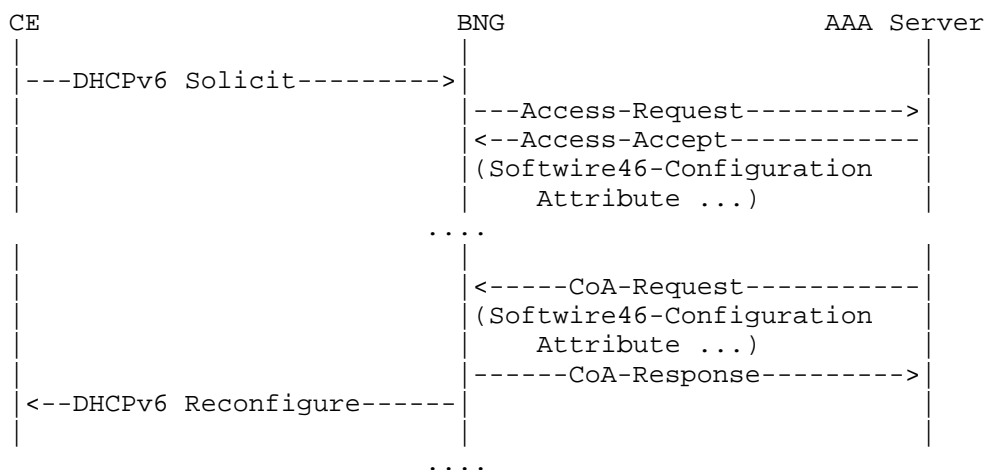 CE BNG AAA Server
---DHCPv6 Solicit--------->
---Access-Request---------->
<--Access-Accept------------
(Softwire46-Configuration
Attribute ...)
....
<-----CoA-Request-----------
(Softwire46-Configuration
Attribute ...)
------CoA-Response--------->
<--DHCPv6 Reconfigure------
....